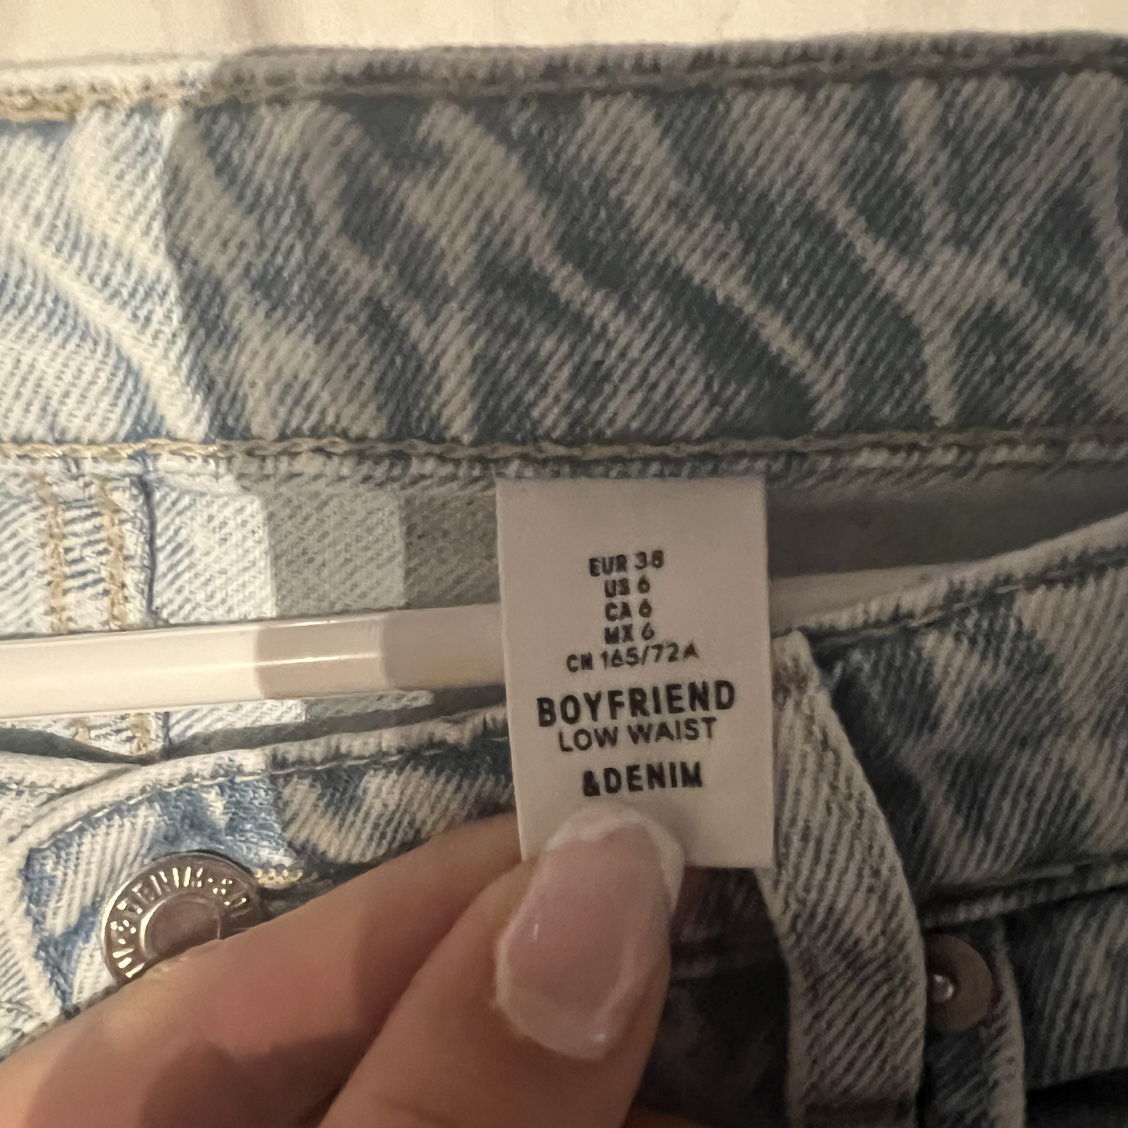 EUR 38
US 6
CA 6
MX 6
CN 165/72A
BOYFRIEND
LOW WAIST
&DENIM